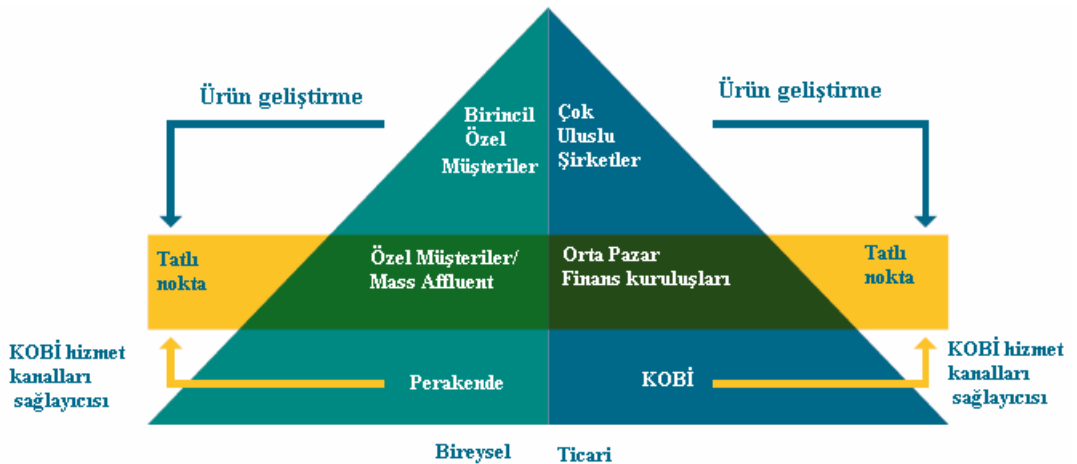 Ürün geliştirme
Ürün geliştirme
Birincil
Özel
Müşteriler
Çok
Uluslu
Şirketler
Tatlı
nokta
Özel Müşteriler/
Mass Affluent
Orta Pazar
Finans kuruluşları
Tatlı
nokta
KOBİ hizmet
kanalları
sağlayıcısı
Perakende
KOBİ
KOBİ hizmet
kanalları
sağlayıcısı
Bireysel
Ticari